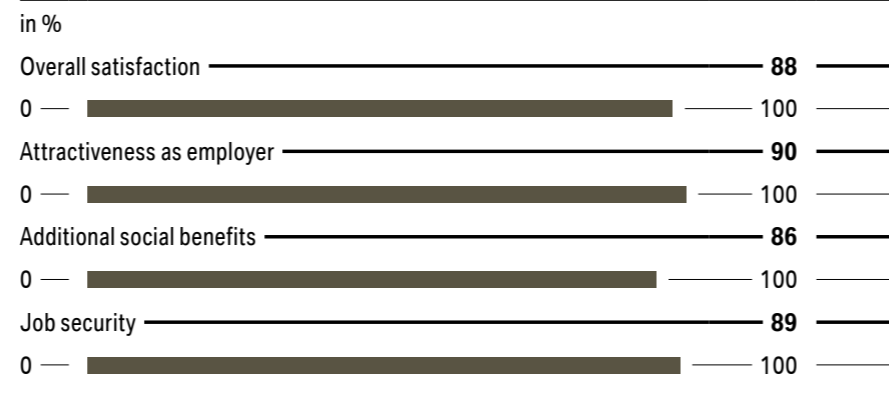 in %
Overall satisfaction 88
0 100
Attractiveness as employer 90
0 100
Additional social benefits 86
0 100
Job security 89
0 100